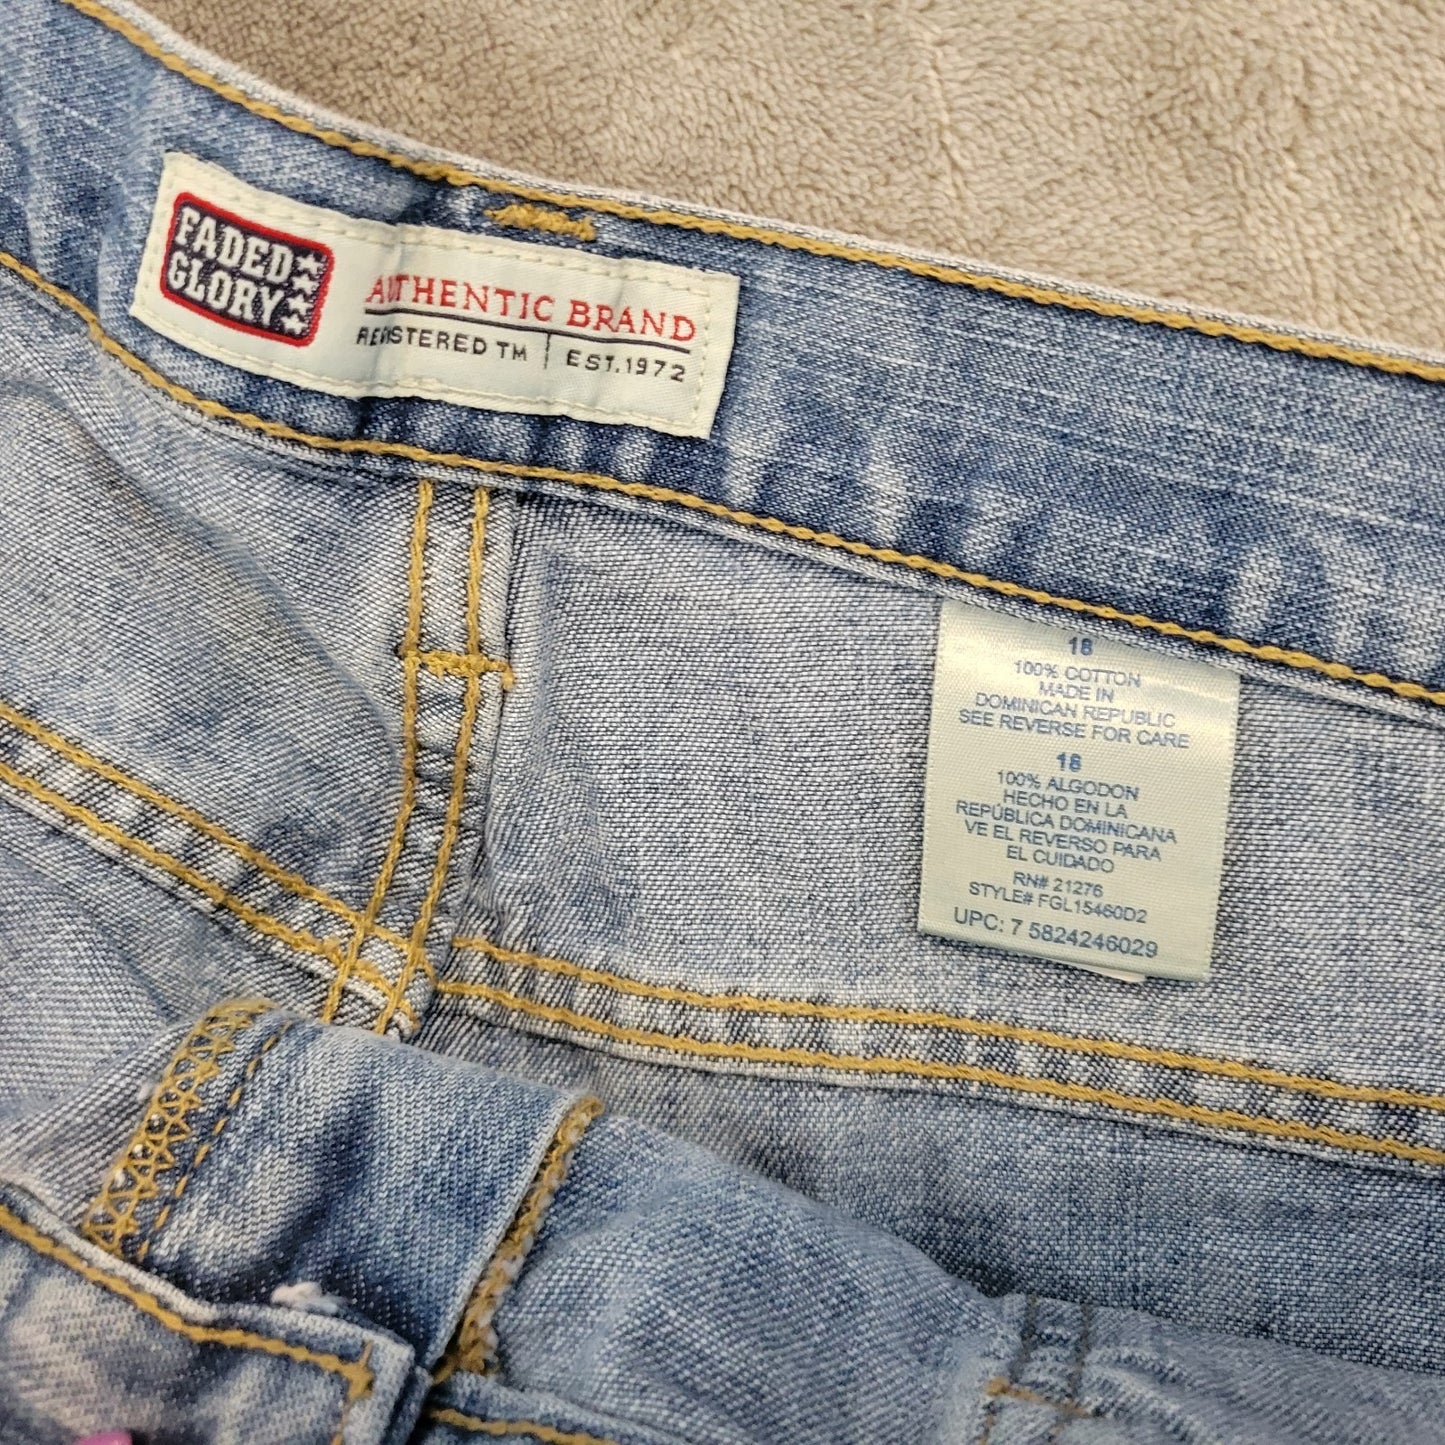 FADED
GLORY
AUTHENTIC BRAND
REGISTERED TM | EST.1972
18
100% COTTON
MADE IN
DOMINICAN REPUBLIC
SEE REVERSE FOR CARE
18
100% ALGODON
HECHO EN LA
REPÚBLICA DOMINICANA
VE EL REVERSO PARA
EL CUIDADO
RN# 21276
STYLE# FGL15460D2
UPC: 7 5824246029